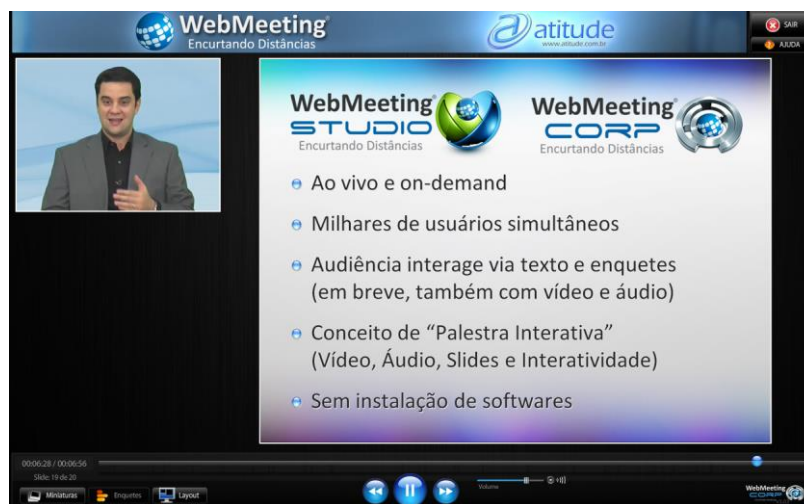 WebMeeting®
Encurtando Distâncias
atitude
www.atitude.com.br
SAIR
AJUDA
WebMeeting®
STUDIO
Encurtando Distâncias
WebMeeting®
CORP
Encurtando Distâncias
Ao vivo e on-demand
Milhares de usuários simultâneos
Audiência interage via texto e enquetes
(em breve, também com vídeo e áudio)
Conceito de “Palestra Interativa”
(Vídeo, Áudio, Slides e Interatividade)
Sem instalação de softwares
00:06:28 / 00:06:56
Slide: 19 de 20
Miniaturas
Enquetes
Layout
Volume
WebMeeting
CORP